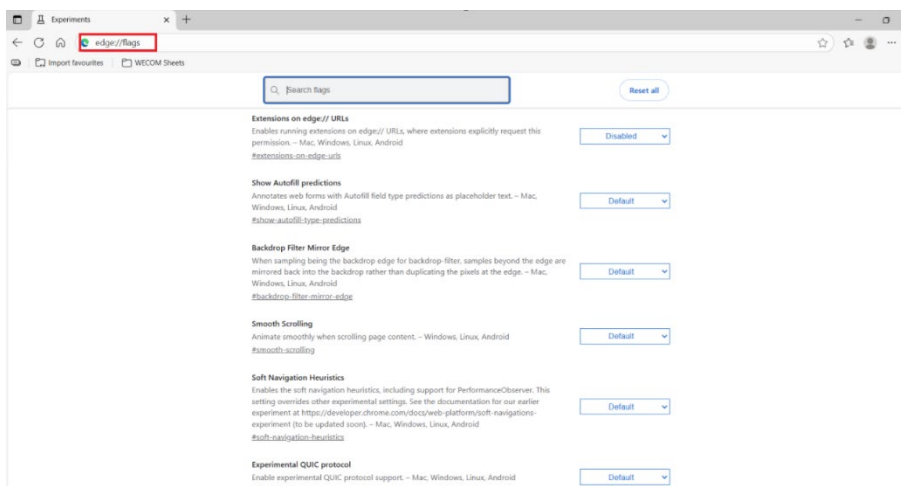 Experiments
edge://flags
Import favourites
WECOM Sheets
Search flags
Reset all
Extensions on edge:// URLs
Enables running extensions on edge:// URLs, where extensions explicitly request this
permission. – Mac, Windows, Linux, Android
#extensions-on-edge-urls
Disabled
Show Autofill predictions
Annotates web forms with Autofill field type predictions as placeholder text. – Mac,
Windows, Linux, Android
#show-autofill-type-predictions
Default
Backdrop Filter Mirror Edge
When sampling being the backdrop edge for backdrop-filter, samples beyond the edge are
mirrored back into the backdrop rather than duplicating the pixels at the edge. – Mac,
Windows, Linux, Android
#backdrop-filter-mirror-edge
Default
Smooth Scrolling
Animate smoothly when scrolling page content. – Windows, Linux, Android
#smooth-scrolling
Default
Soft Navigation Heuristics
Enables the soft navigation heuristics, including support for PerformanceObserver. This
setting overrides other experimental settings. See the documentation for our earlier
experiment at https://developer.chrome.com/docs/web-platform/soft-navigations-
experiment (to be updated soon). – Mac, Windows, Linux, Android
#soft-navigation-heuristics
Default
Experimental QUIC protocol
Enable experimental QUIC protocol support. – Mac, Windows, Linux, Android
Default